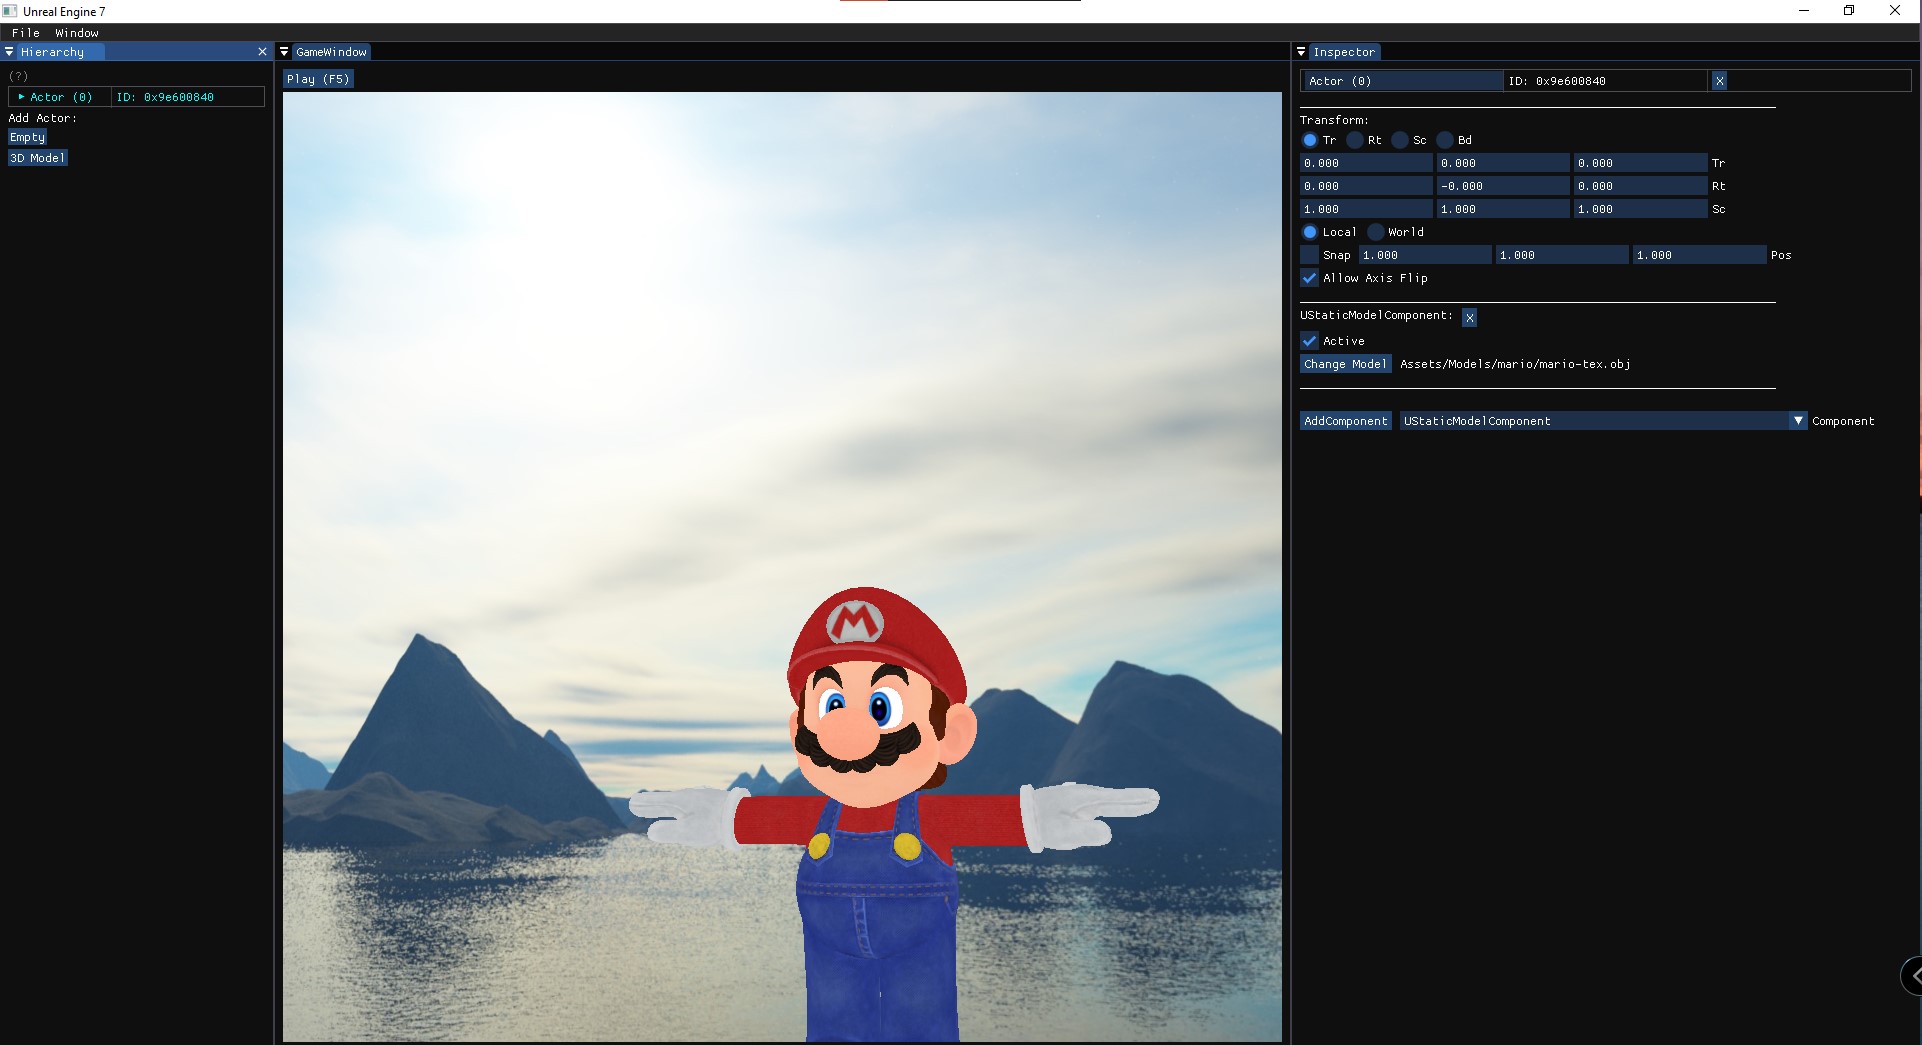 Unreal Engine 7
File Window
Hierarchy
(?)
Actor (0) ID: 0x9e600840
Add Actor:
Empty
3D Model
GameWindow
Play (F5)
M
Inspector
Actor (0) ID: 0x9e600840 X
Transform:
Tr Rt Sc Bd
0.000 0.000 0.000 Tr
0.000 -0.000 0.000 Rt
1.000 1.000 1.000 Sc
Local World
Snap 1.000 1.000 1.000 Pos
Allow Axis Flip
UStaticModelComponent: X
Active
Change Model Assets/Models/mario/mario-tex.obj
AddComponent UStaticModelComponent Component